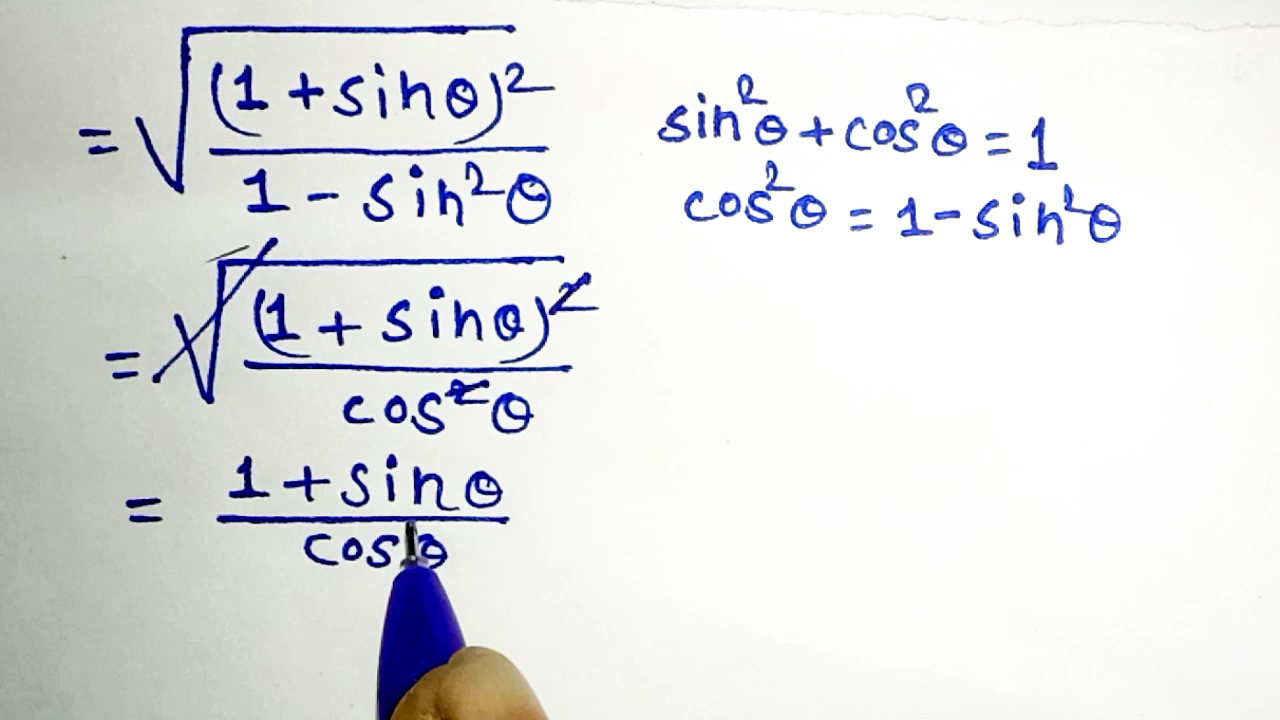 = √((1 + sinθ)² / (1 - sin²θ))
sin²θ + cos²θ = 1
cos²θ = 1 - sin²θ
= √((1 + sinθ)² / cos²θ)
= (1 + sinθ) / cosθ